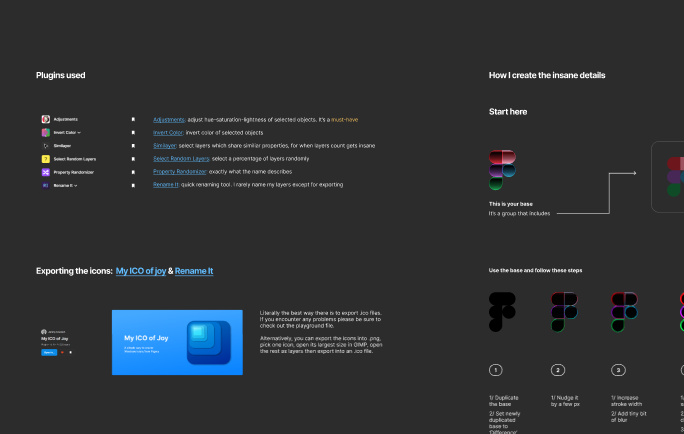 Plugins used
Adjustments
Adjustments: adjust hue-saturation-lightness of selected objects. It's a must-have
Invert Color
Invert Color: invert color of selected objects
Similayer
Similayer: select layers which share similar properties, for when layers count gets insane
Select Random Layers
Select Random Layers: select a percentage of layers randomly
Property Randomizer
Property Randomizer: exactly what the name describes
Rename It
Rename It: quick renaming tool. I rarely name my layers except for exporting
Exporting the icons: My ICO of joy & Rename It
My ICO of Joy
My ICO of Joy
Literally the best way there is to export .ico files.
If you encounter any problems please be sure to
check out the playground file.
Alternatively, you can export the icons into .png,
pick one icon, open its largest size in GIMP, open
the rest as layers then export into an .ico file.
How I create the insane details
Start here
This is your base
It's a group that includes
Use the base and follow these steps
1
2
3
1/ Duplicate
the base
2/ Set newly
duplicated
base to
'Difference'
1/ Nudge it
by a few px
1/ Increase
stroke width
2/ Add tiny bit
of blur